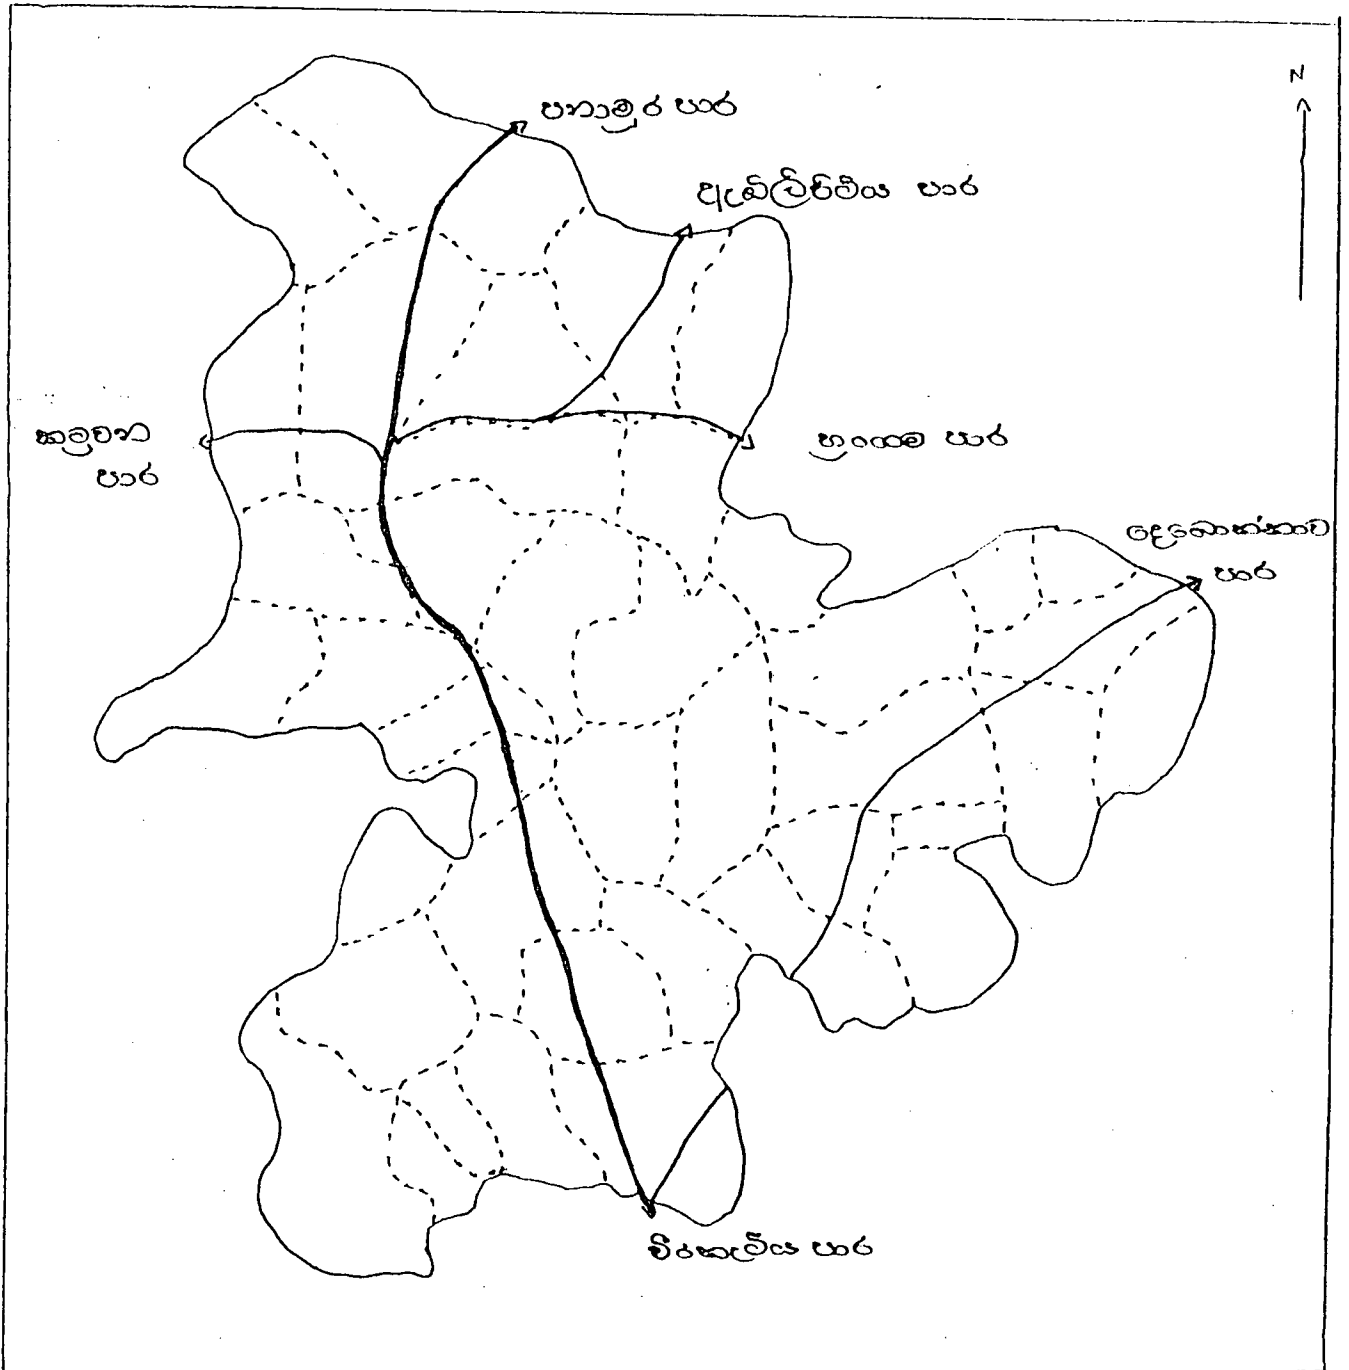 N
පනාමුර පාර
ඇඹිලිපිටිය පාර
කටුවන
පාර
හුංගම පාර
දෙබොක්කාව
පාර
වීරකැටිය පාර